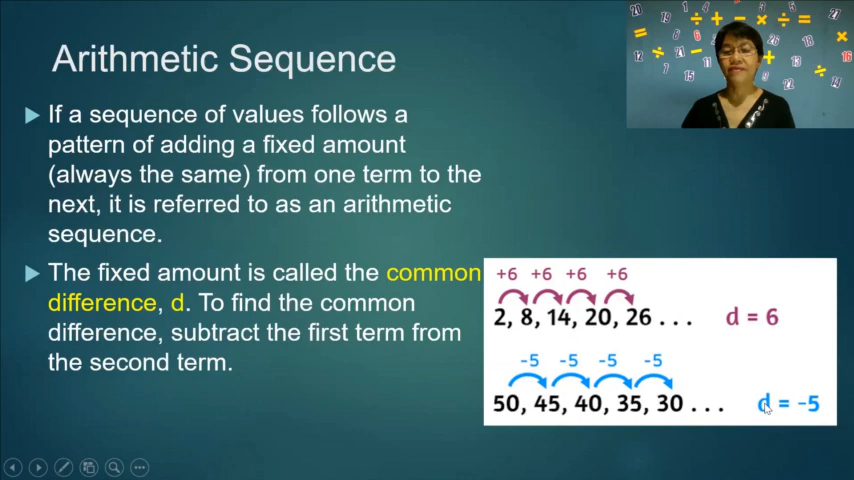 Arithmetic Sequence
If a sequence of values follows a
pattern of adding a fixed amount
(always the same) from one term to the
next, it is referred to as an arithmetic
sequence.
The fixed amount is called the common
difference, d. To find the common
difference, subtract the first term from
the second term.
+6 +6 +6 +6
2, 8, 14, 20, 26 . . . d = 6
-5 -5 -5 -5
50, 45, 40, 35, 30 . . . d = -5